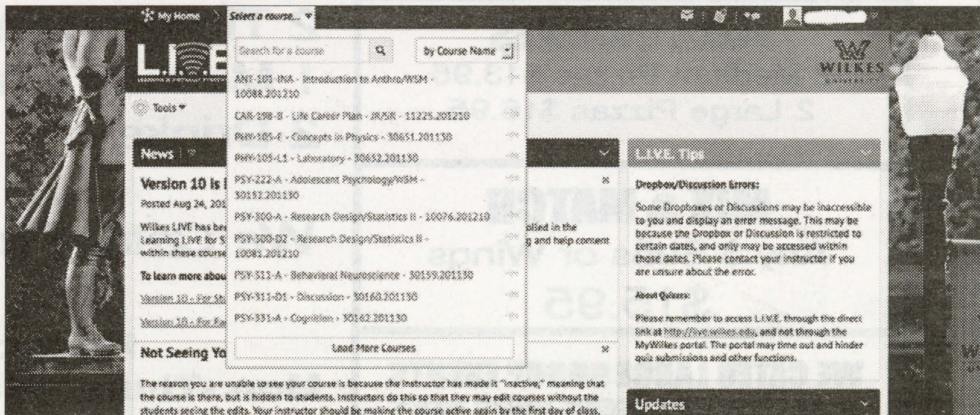 My Home > Select a course...
Search for a course
by Course Name
L.I.V.E
WILKES
UNIVERSITY
Tools
ANT-101-INA - Introduction to Anthro/WSM -
10088.201210
CAR-198-B - Life Career Plan - JR/SR - 11225.201210
PHY-105-E - Concepts in Physics - 30651.201130
PHY-105-L1 - Laboratory - 30652.201130
PSY-222-A - Adolescent Psychology/WSM -
30152.201130
PSY-300-A - Research Design/Statistics II - 10076.201210
PSY-300-D2 - Research Design/Statistics II -
10081.201210
PSY-311-A - Behavioral Neuroscience - 30159.201130
PSY-311-D1 - Discussion - 30160.201130
PSY-331-A - Cognition - 30162.201130
Load More Courses
News
Version 10 is
Posted Aug 24, 201
Wilkes LIVE has bee
olled in the
Learning LIVE for S
g and help content
within these course
To learn more abou
Version 10 - For Stu
Version 10 - For Fac
Not Seeing Yo
The reason you are unable to see your course is because the instructor has made it "inactive," meaning that
the course is there, but is hidden to students. Instructors do this so that they may edit courses without the
students seeing the edits. Your instructor should be making the course active again by the first day of class.
L.I.V.E. Tips
Dropbox/Discussion Errors:
Some Dropboxes or Discussions may be inaccessible
to you and display an error message. This may be
because the Dropbox or Discussion is restricted to
certain dates, and only may be accessed within
those dates. Please contact your instructor if you
are unsure about the error.
About Quizzes:
Please remember to access L.I.V.E. through the direct
link at http://live.wilkes.edu, and not through the
MyWilkes portal. The portal may time out and hinder
quiz submissions and other functions.
Updates